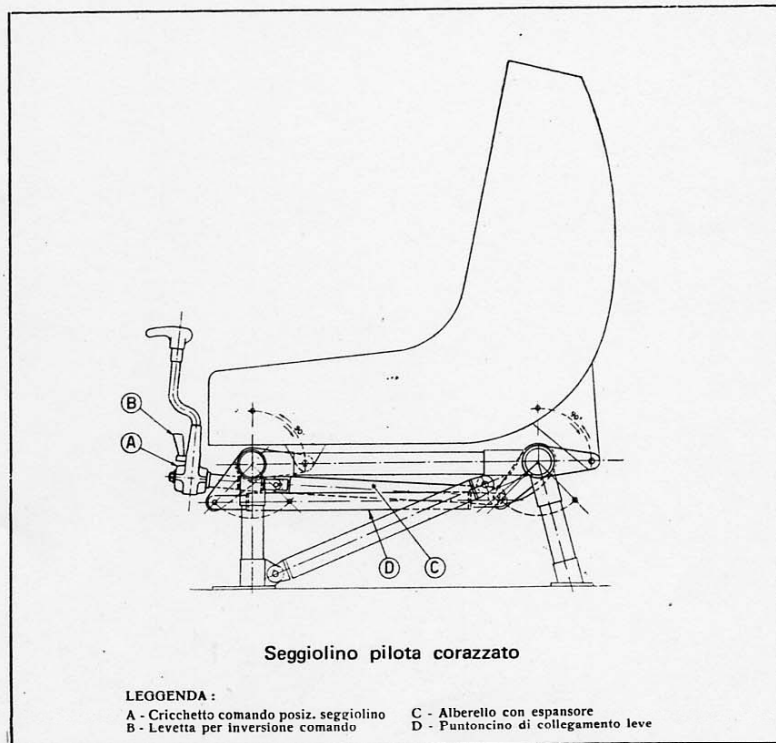 B
A
D
C
Seggiolino pilota corazzato
LEGGENDA :
A - Cricchetto comando posiz. seggiolino
B - Levetta per inversione comando
C - Alberello con espansore
D - Puntoncino di collegamento leve